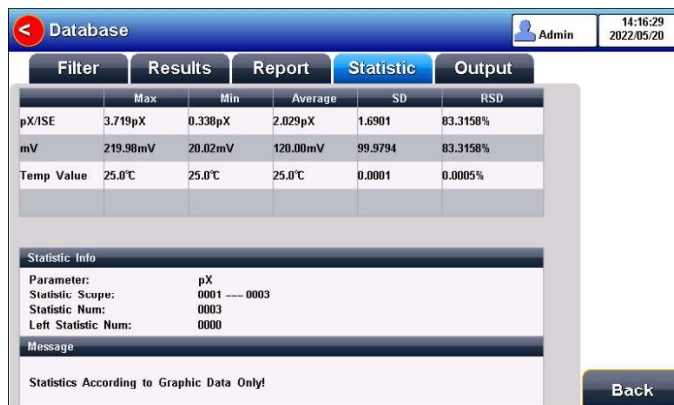 < Database Admin 14:16:29
2022/05/20
Filter Results Report Statistic Output
Max Min Average SD RSD
pX/ISE 3.719pX 0.338pX 2.029pX 1.6901 83.3158%
mV 219.98mV 20.02mV 120.00mV 99.9794 83.3158%
Temp Value 25.0℃ 25.0℃ 25.0℃ 0.0001 0.0005%
Statistic Info
Parameter: pX
Statistic Scope: 0001 --- 0003
Statistic Num: 0003
Left Statistic Num: 0000
Message
Statistics According to Graphic Data Only!
Back